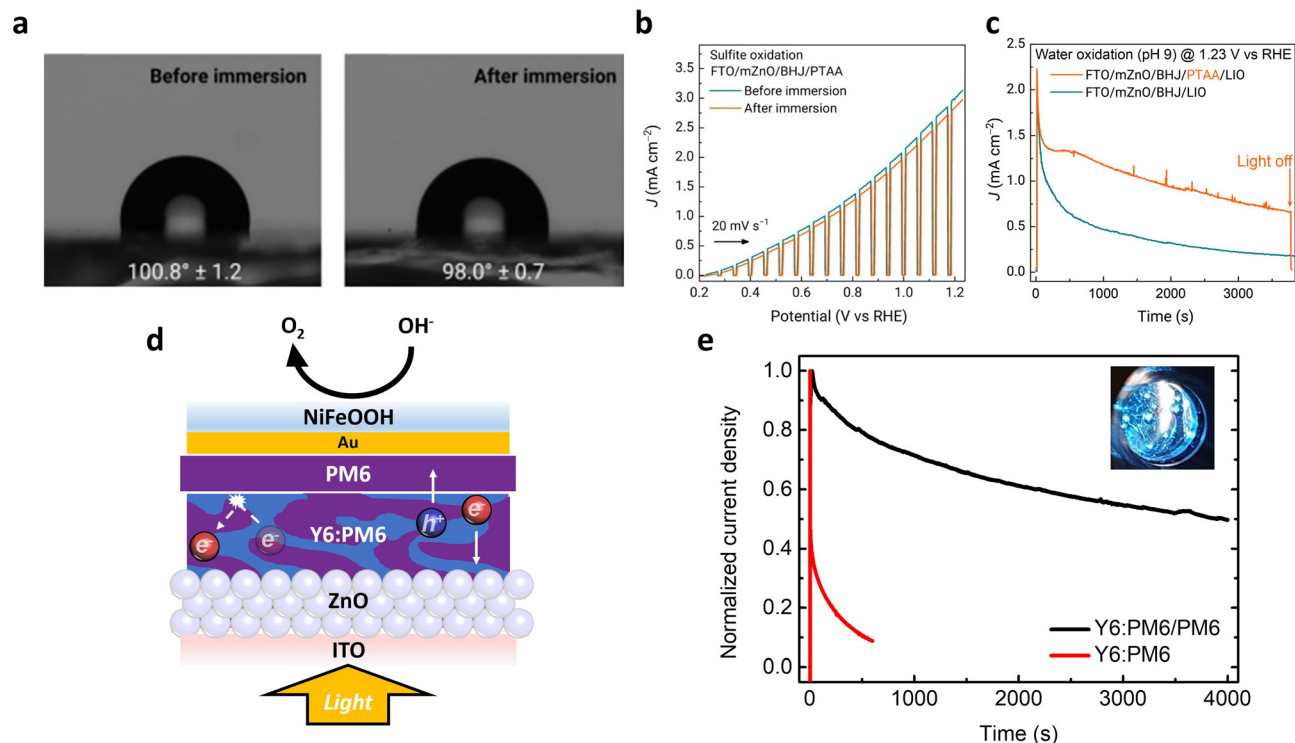 a
Before immersion
100.8° ± 1.2
After immersion
98.0° ± 0.7
b
Sulfite oxidation
FTO/mZnO/BHJ/PTAA
Before immersion
After immersion
20 mV s⁻¹
J (mA cm⁻²)
3.5
3.0
2.5
2.0
1.5
1.0
0.5
0.0
0.2 0.4 0.6 0.8 1.0 1.2
Potential (V vs RHE)
c
Water oxidation (pH 9) @ 1.23 V vs RHE
FTO/mZnO/BHJ/PTAA/LIO
FTO/mZnO/BHJ/LIO
Light off
J (mA cm⁻²)
2.5
2.0
1.5
1.0
0.5
0.0
0 1000 2000 3000
Time (s)
d
O₂ OH⁻
NiFeOOH
Au
PM6
e⁻ e⁻ Y6:PM6 h⁺ e⁻
ZnO
ITO
Light
e
Normalized current density
1.0
0.8
0.6
0.4
0.2
0.0
Y6:PM6/PM6
Y6:PM6
0 1000 2000 3000 4000
Time (s)